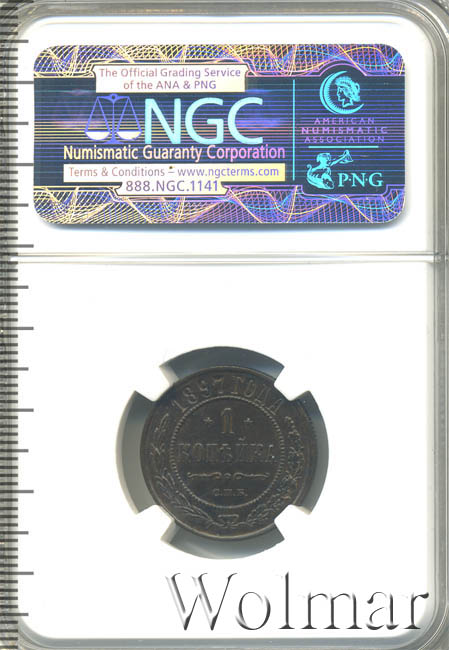 The Official Grading Service
of the ANA & PNG
NGC
Numismatic Guaranty Corporation
Terms & Conditions • www.ngcterms.com
888.NGC.1141
AMERICAN
NUMISMATIC
ASSOCIATION
PNG
1897 ГОДА
1
КОПѢЙКА
С.П.Б.
Wolmar